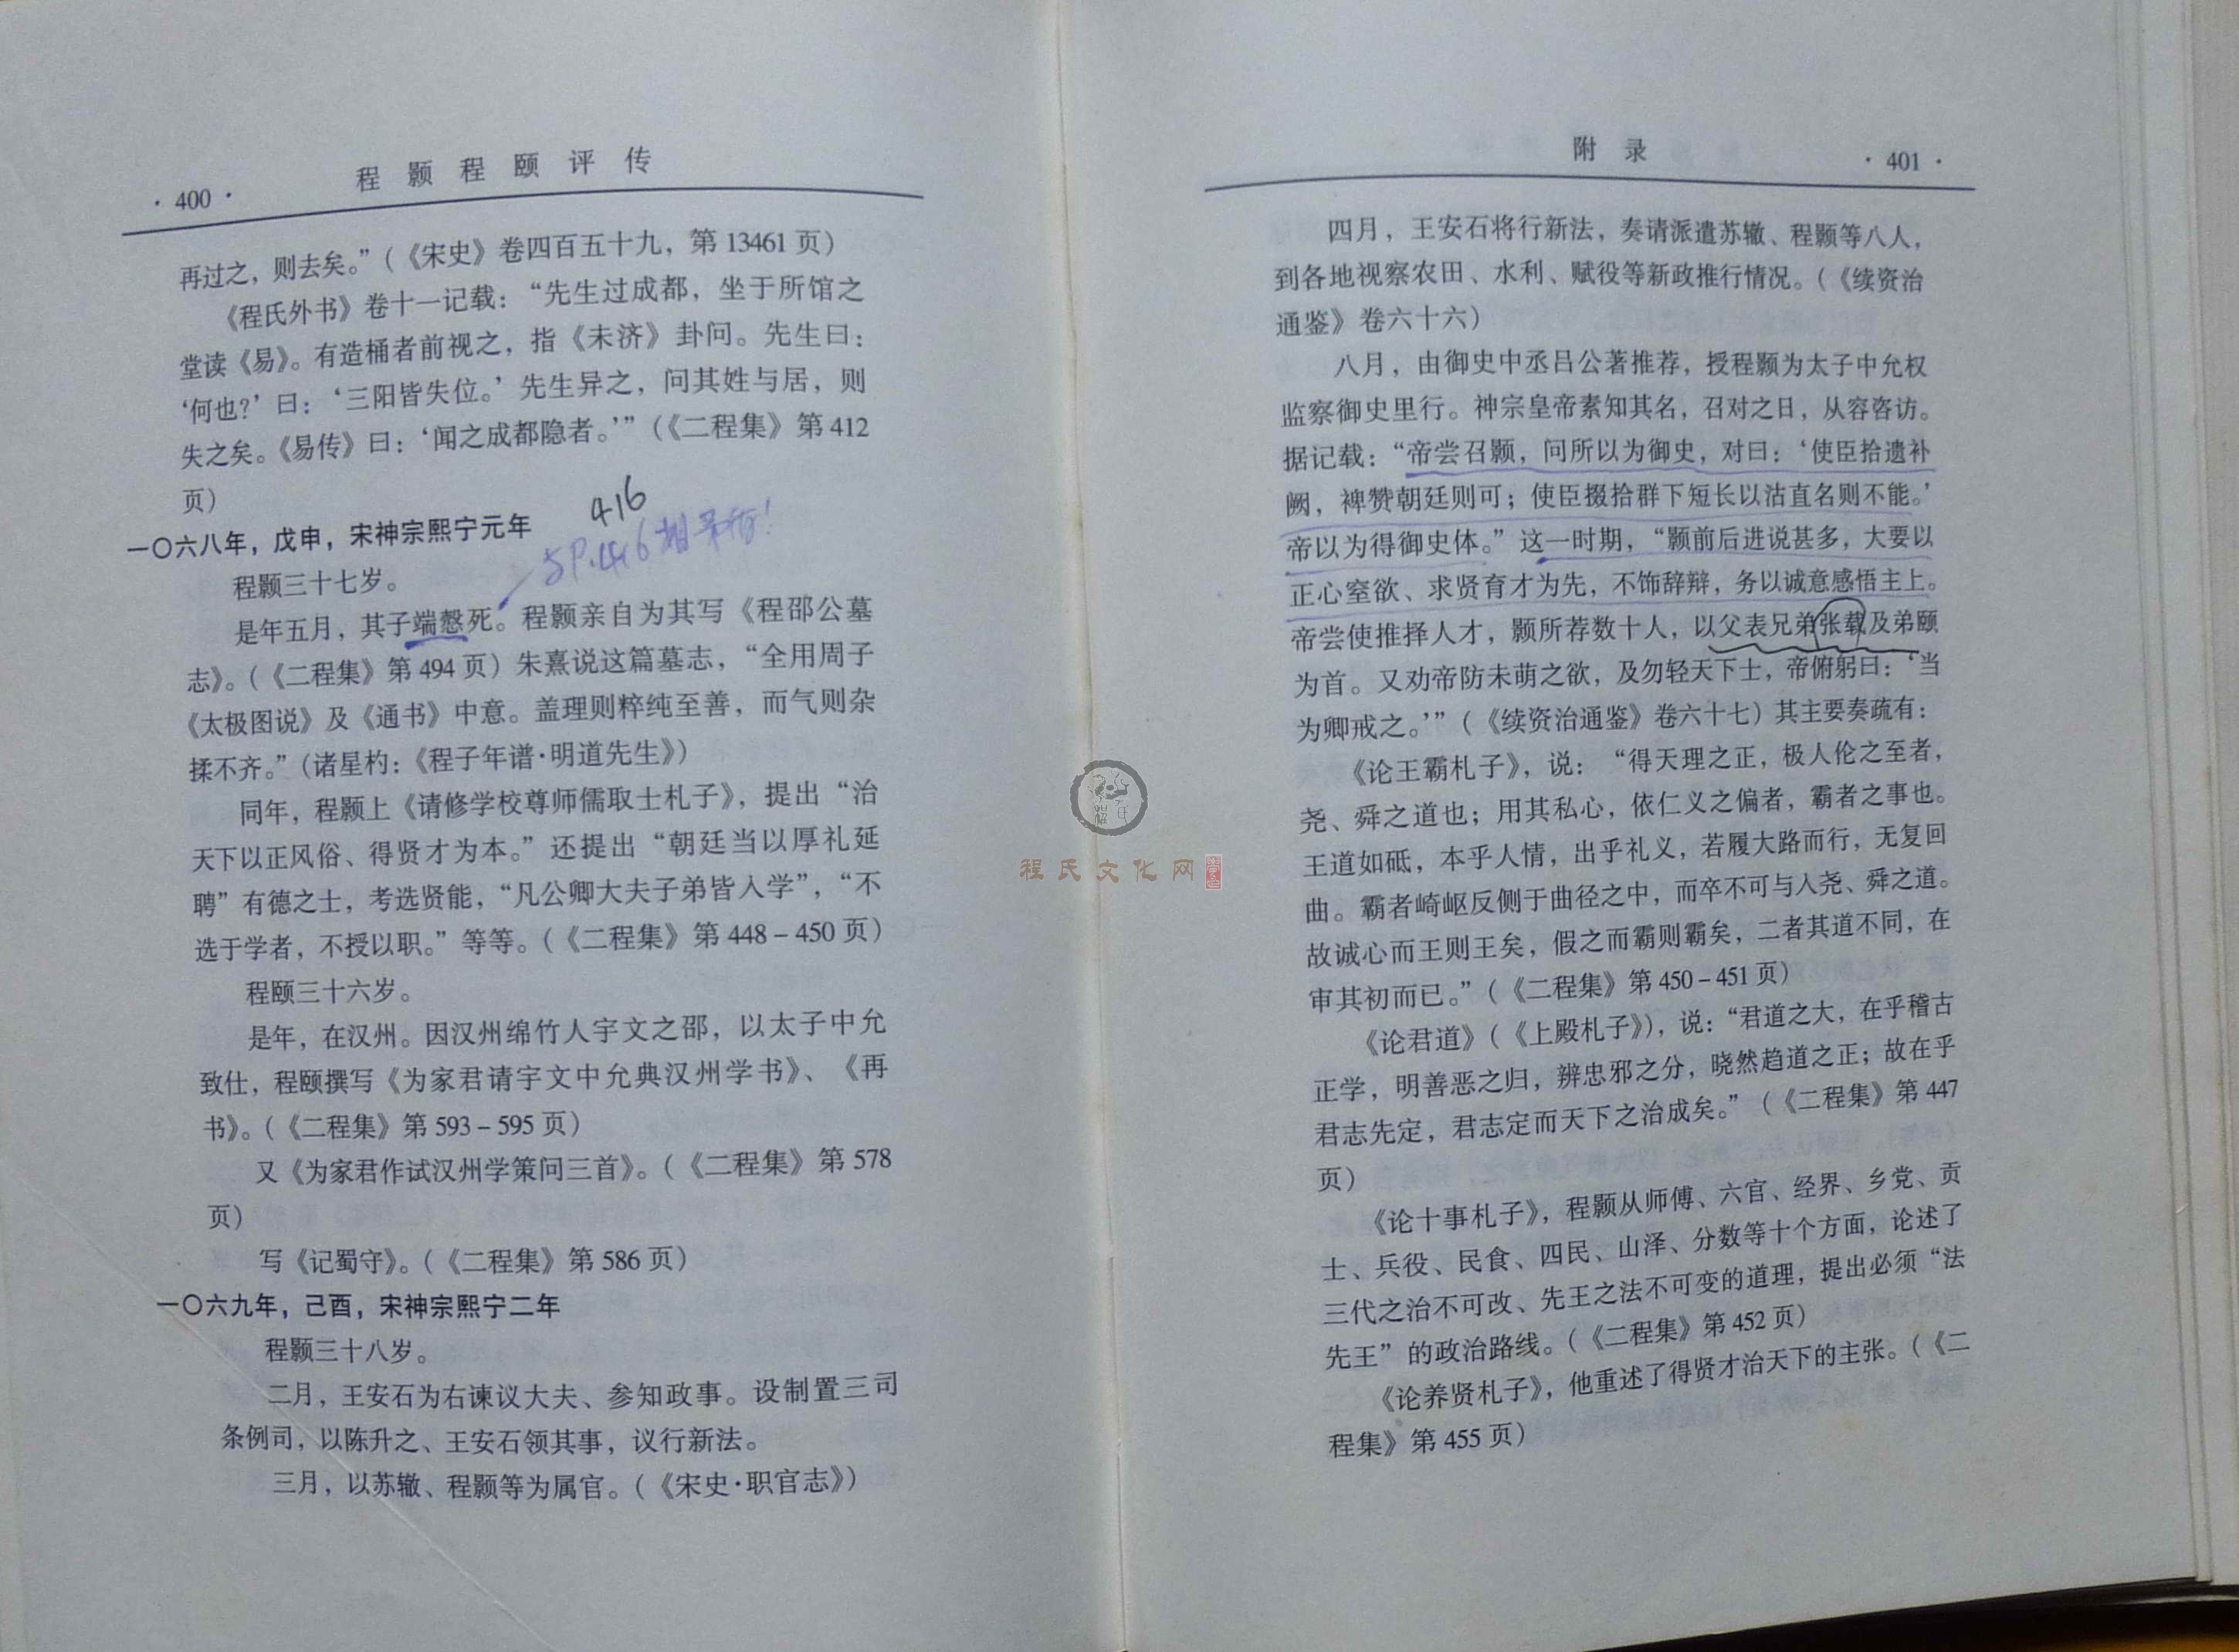 · 400 · 程颢程颐评传
再过之，则去矣。”（《宋史》卷四百五十九，第 13461 页）
《程氏外书》卷十一记载：“先生过成都，坐于所馆之
堂读《易》。有造桶者前视之，指《未济》卦问。先生曰：
‘何也?’曰：‘三阳皆失位。’先生异之，问其姓与居，则
失之矣。《易传》曰：‘闻之成都隐者。’”（《二程集》第 412
页）
416
一〇六八年，戊申，宋神宗熙宁元年
与P.416相矛盾！
程颢三十七岁。
是年五月，其子端慤死。程颢亲自为其写《程邵公墓
志》。（《二程集》第 494 页）朱熹说这篇墓志，“全用周子
《太极图说》及《通书》中意。盖理则粹纯至善，而气则杂
揉不齐。”（诸星杓：《程子年谱·明道先生》）
同年，程颢上《请修学校尊师儒取士札子》，提出“治
天下以正风俗、得贤才为本。”还提出“朝廷当以厚礼延
聘”有德之士，考选贤能，“凡公卿大夫子弟皆入学”，“不
选于学者，不授以职。”等等。（《二程集》第 448－450 页）
程颐三十六岁。
是年，在汉州。因汉州绵竹人宇文之邵，以太子中允
致仕，程颐撰写《为家君请宇文中允典汉州学书》、《再
书》。（《二程集》第 593－595 页）
又《为家君作试汉州学策问三首》。（《二程集》第 578
页）
写《记蜀守》。（《二程集》第 586 页）
一〇六九年，己酉，宋神宗熙宁二年
程颢三十八岁。
二月，王安石为右谏议大夫、参知政事。设制置三司
条例司，以陈升之、王安石领其事，议行新法。
三月，以苏辙、程颢等为属官。（《宋史·职官志》）
附录 · 401 ·
四月，王安石将行新法，奏请派遣苏辙、程颢等八人，
到各地视察农田、水利、赋役等新政推行情况。（《续资治
通鉴》卷六十六）
八月，由御史中丞吕公著推荐，授程颢为太子中允权
监察御史里行。神宗皇帝素知其名，召对之日，从容咨访。
据记载：“帝尝召颢，问所以为御史，对曰：‘使臣拾遗补
阙，裨赞朝廷则可；使臣掇拾群下短长以沽直名则不能。’
帝以为得御史体。”这一时期，“颢前后进说甚多，大要以
正心窒欲、求贤育才为先，不饰辞辩，务以诚意感悟主上。
帝尝使推择人才，颢所荐数十人，以父表兄弟张载及弟颐
为首。又劝帝防未萌之欲，及勿轻天下士，帝俯躬曰：‘当
为卿戒之。’”（《续资治通鉴》卷六十七）其主要奏疏有：
《论王霸札子》，说：“得天理之正，极人伦之至者，
尧、舜之道也；用其私心，依仁义之偏者，霸者之事也。
王道如砥，本乎人情，出乎礼义，若履大路而行，无复回
曲。霸者崎岖反侧于曲径之中，而卒不可与入尧、舜之道。
故诚心而王则王矣，假之而霸则霸矣，二者其道不同，在
审其初而已。”（《二程集》第 450－451 页）
《论君道》（《上殿札子》），说：“君道之大，在乎稽古
正学，明善恶之归，辨忠邪之分，晓然趋道之正；故在乎
君志先定，君志定而天下之治成矣。”（《二程集》第 447
页）
《论十事札子》，程颢从师傅、六官、经界、乡党、贡
士、兵役、民食、四民、山泽、分数等十个方面，论述了
三代之治不可改、先王之法不可变的道理，提出必须“法
先王”的政治路线。（《二程集》第 452 页）
《论养贤札子》，他重述了得贤才治天下的主张。（《二
程集》第 455 页）
程氏文化网